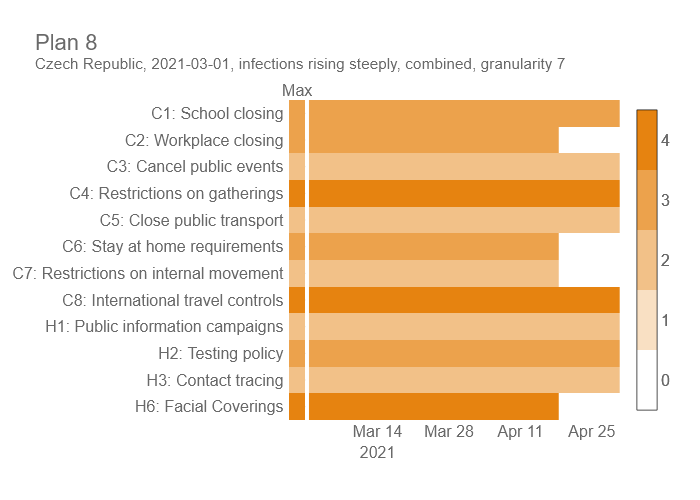 Plan 8
Czech Republic, 2021-03-01, infections rising steeply, combined, granularity 7
Max
C1: School closing
C2: Workplace closing
C3: Cancel public events
C4: Restrictions on gatherings
C5: Close public transport
C6: Stay at home requirements
C7: Restrictions on internal movement
C8: International travel controls
H1: Public information campaigns
H2: Testing policy
H3: Contact tracing
H6: Facial Coverings
Mar 14 Mar 28 Apr 11 Apr 25
2021
4
3
2
1
0